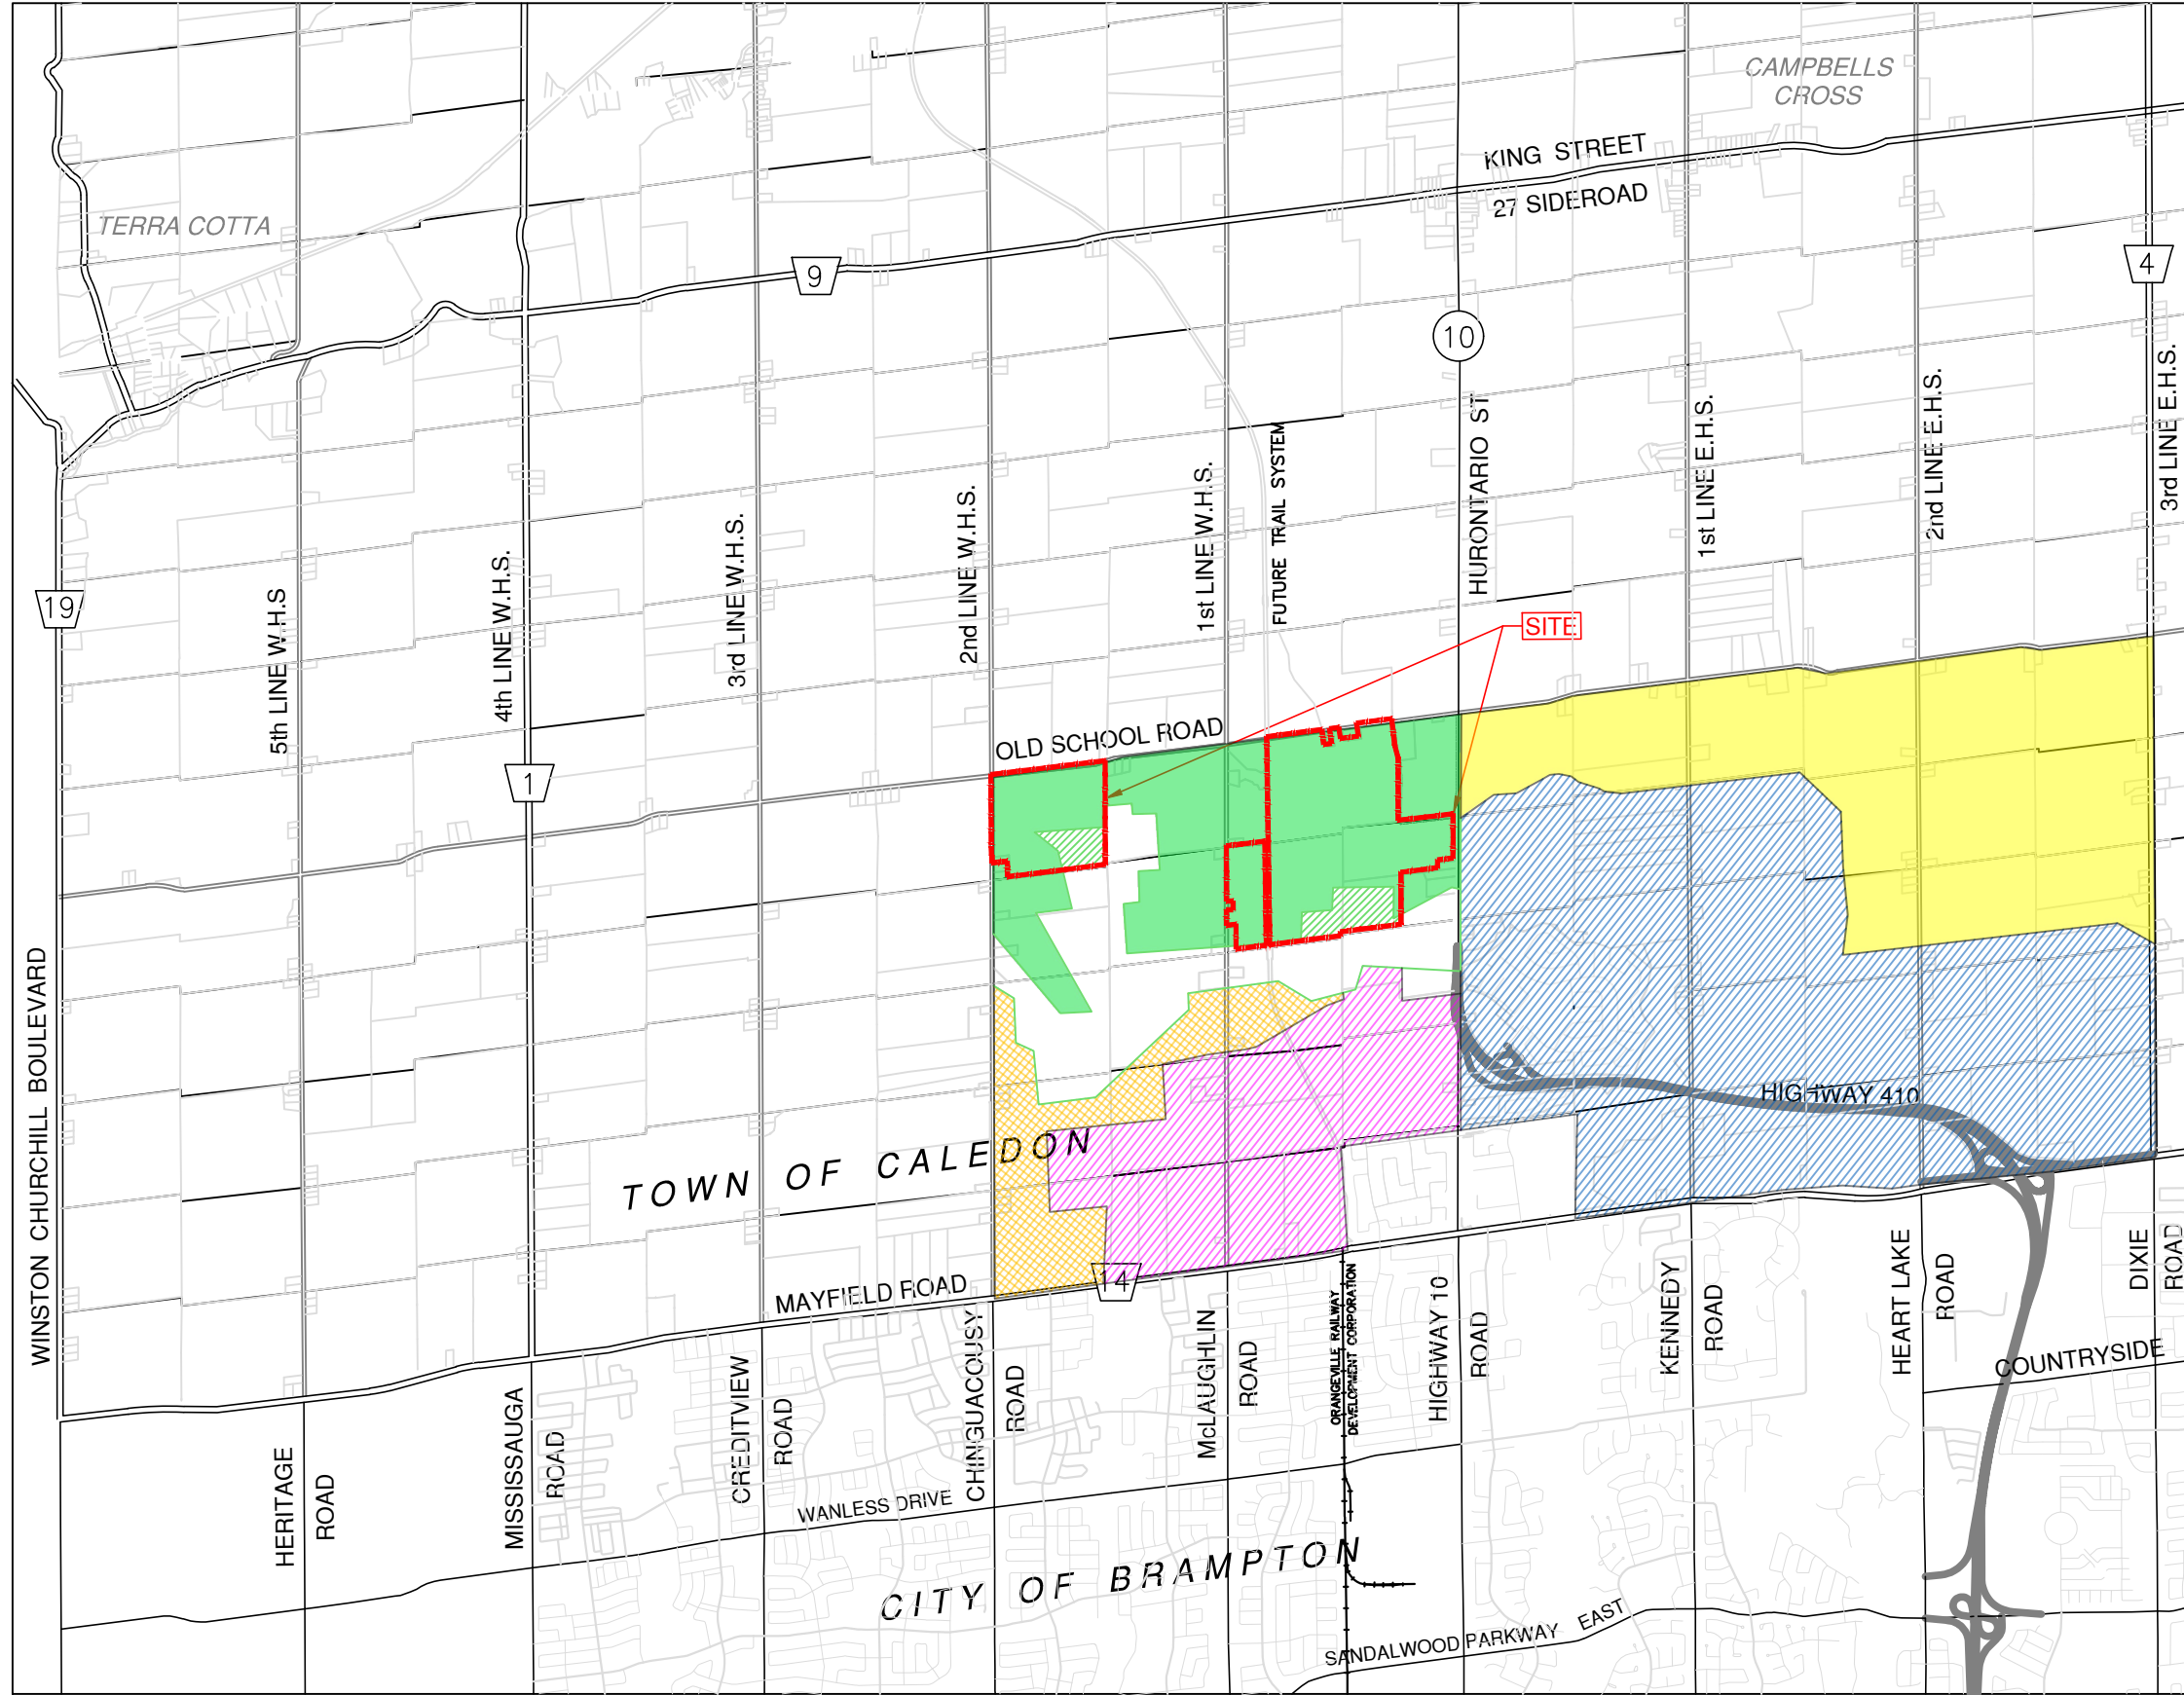 CAMPBELLS
CROSS
KING STREET
27 SIDEROAD
TERRA COTTA
9
4
10
3rd LINE E.H.S.
2nd LINE E.H.S.
1st LINE E.H.S.
HURONTARIO ST
FUTURE TRAIL SYSTEM
1st LINE W.H.S.
2nd LINE W.H.S.
3rd LINE W.H.S.
4th LINE W.H.S.
5th LINE W.H.S
19
SITE
OLD SCHOOL ROAD
1
WINSTON CHURCHILL BOULEVARD
HIGHWAY 410
TOWN OF CALEDON
MAYFIELD ROAD
14
HERITAGE
ROAD
MISSISSAUGA
ROAD
CREDITVIEW
ROAD
CHINGUACOUSY
ROAD
McLAUGHLIN
ROAD
ORANGEVILLE RAILWAY
DEVELOPMENT CORPORATION
HIGHWAY 10
ROAD
KENNEDY
ROAD
HEART LAKE
ROAD
DIXIE
ROAD
COUNTRYSIDE
WANLESS DRIVE
CITY OF BRAMPTON
SANDALWOOD PARKWAY EAST